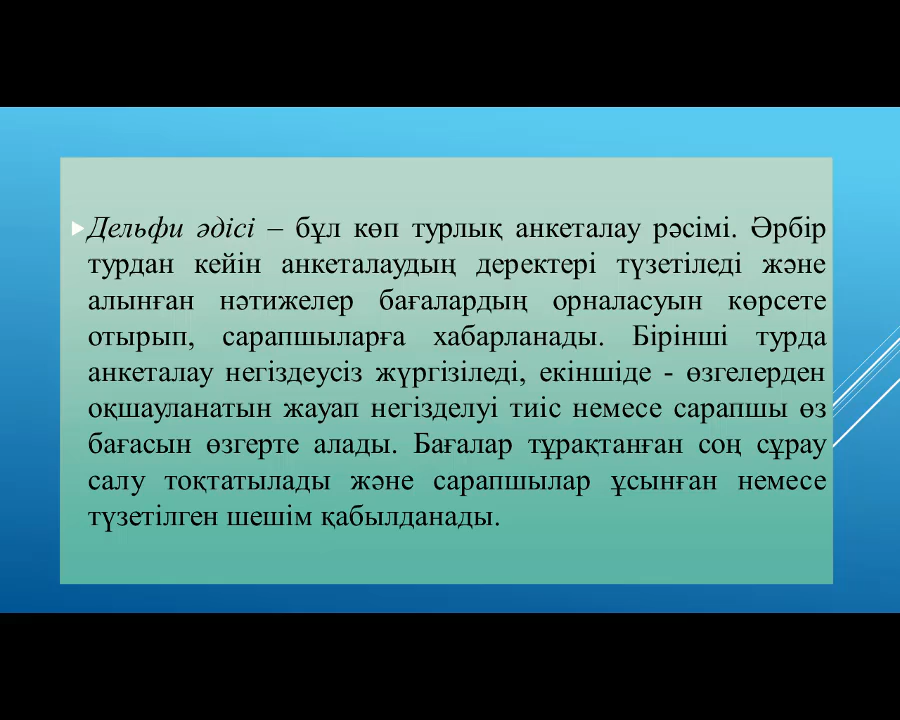 Дельфи әдісі – бұл көп турлық анкеталау рәсімі. Әрбір
турдан кейін анкеталаудың деректері түзетіледі және
алынған нәтижелер бағалардың орналасуын көрсете
отырып, сарапшыларға хабарланады. Бірінші турда
анкеталау негіздеусіз жүргізіледі, екіншіде - өзгелерден
оқшауланатын жауап негізделуі тиіс немесе сарапшы өз
бағасын өзгерте алады. Бағалар тұрақтанған соң сұрау
салу тоқтатылады және сарапшылар ұсынған немесе
түзетілген шешім қабылданады.